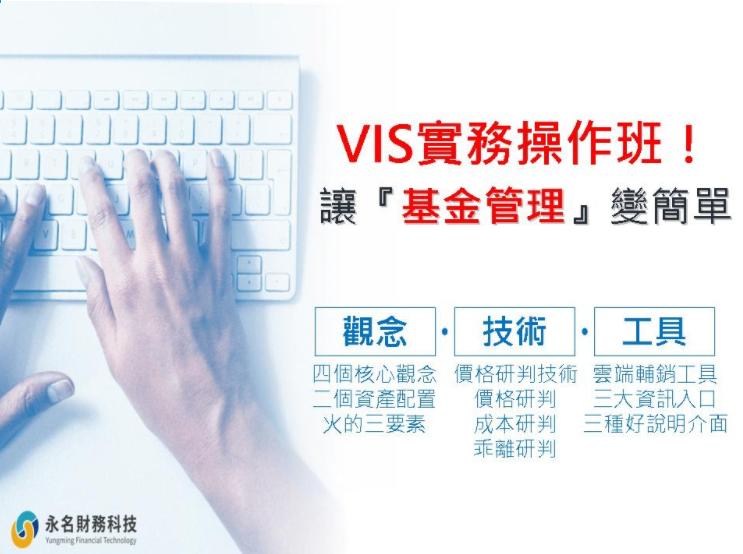 VIS實務操作班！
讓『基金管理』變簡單
觀念·技術·工具
四個核心觀念 價格研判技術 雲端輔銷工具
二個資產配置 價格研判 三大資訊入口
火的三要素 成本研判 三種好說明介面
乖離研判
永名財務科技
Yungming Financial Technology